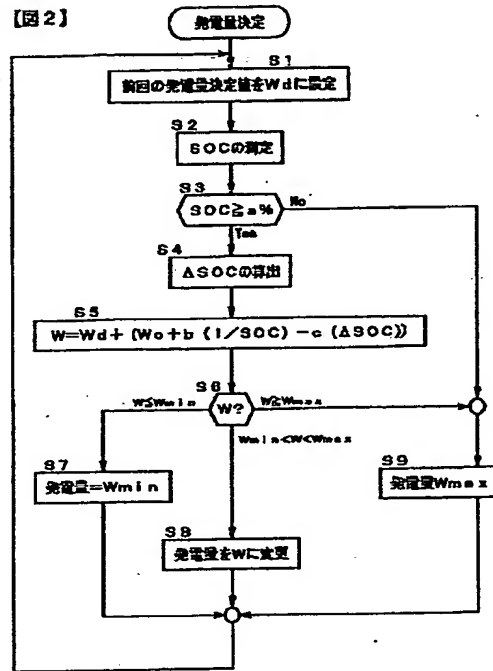 【図2】
発電量決定
S1
前回の発電量決定値をWdに設定
S2
SOCの測定
S3
SOC≧a%
No
Yes
S4
ΔSOCの算出
S5
W=Wd+(Wo+b(1/SOC)-c(ΔSOC))
S6
W≦Wmin
W?
W≧Wmax
Wmin<W<Wmax
S7
発電量=Wmin
S9
発電量Wmax
S8
発電量をWに変更